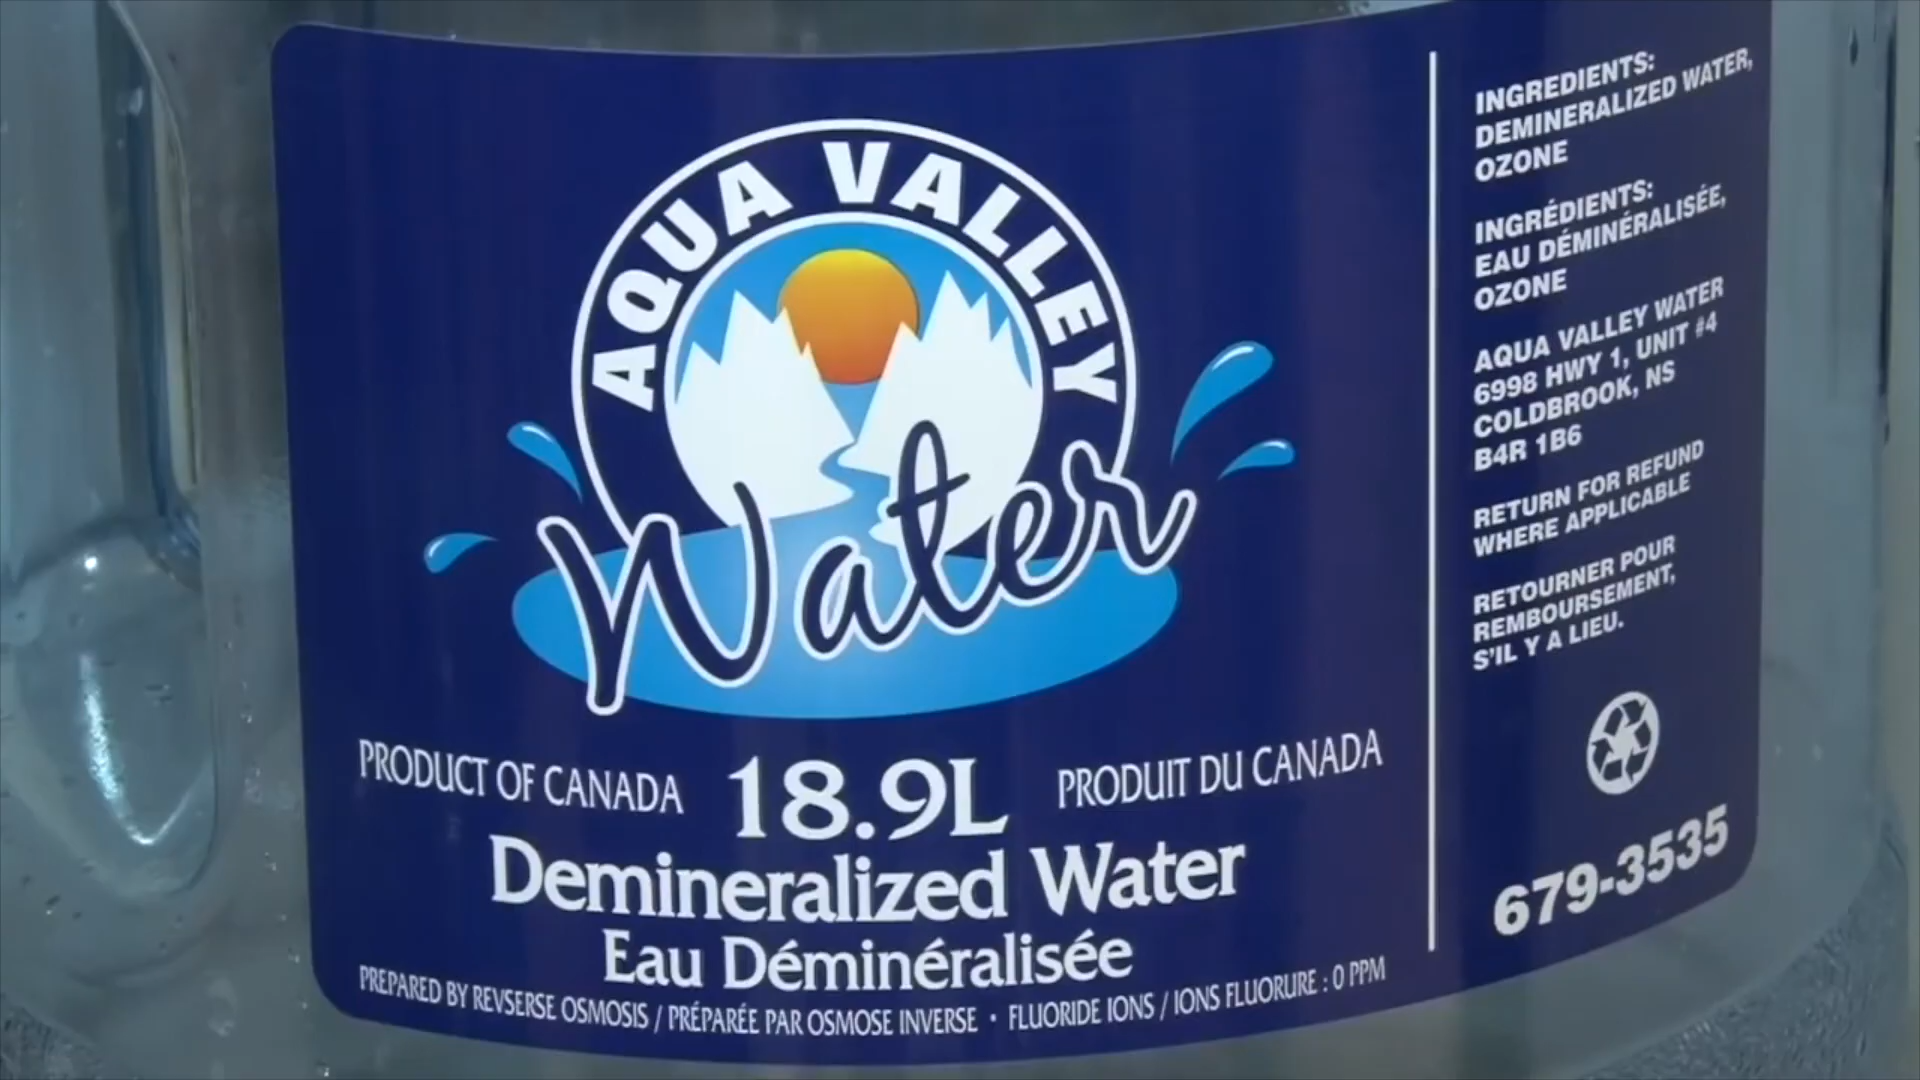 AQUA VALLEY
Water
PRODUCT OF CANADA 18.9L PRODUIT DU CANADA
Demineralized Water
Eau Déminéralisée
PREPARED BY REVSERSE OSMOSIS / PRÉPARÉE PAR OSMOSE INVERSE • FLUORIDE IONS / IONS FLUORURE : 0 PPM
INGREDIENTS:
DEMINERALIZED WATER,
OZONE
INGRÉDIENTS:
EAU DÉMINÉRALISÉE,
OZONE
AQUA VALLEY WATER
6998 HWY 1, UNIT #4
COLDBROOK, NS
B4R 1B6
RETURN FOR REFUND
WHERE APPLICABLE
RETOURNER POUR
REMBOURSEMENT,
S'IL Y A LIEU.
679-3535